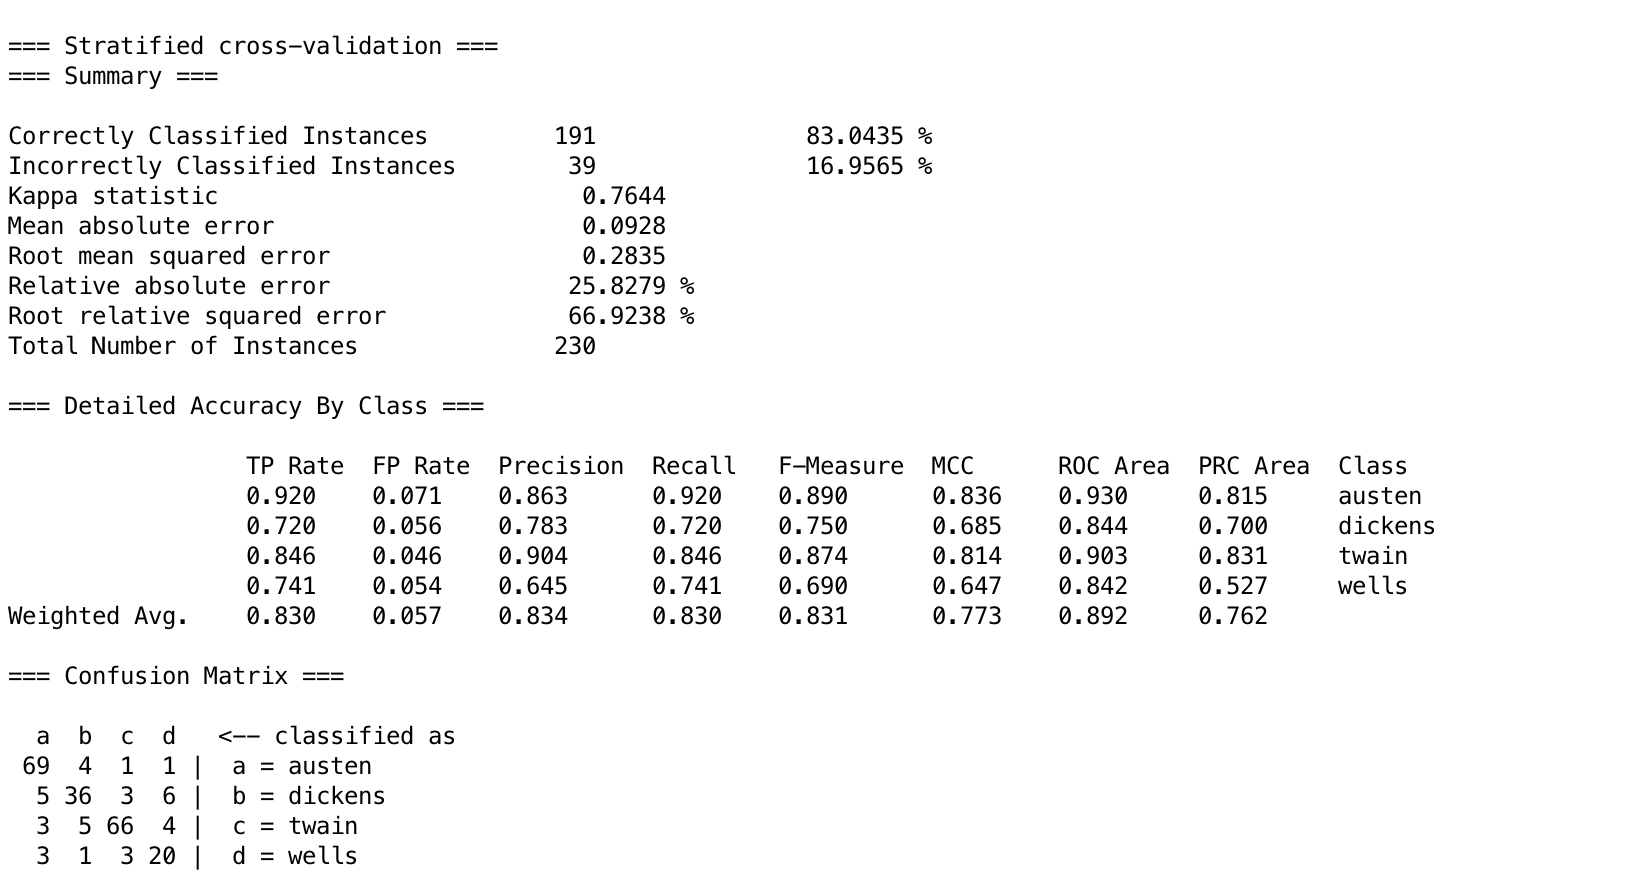 === Stratified cross-validation ===
=== Summary ===
Correctly Classified Instances 191 83.0435 %
Incorrectly Classified Instances 39 16.9565 %
Kappa statistic 0.7644
Mean absolute error 0.0928
Root mean squared error 0.2835
Relative absolute error 25.8279 %
Root relative squared error 66.9238 %
Total Number of Instances 230
=== Detailed Accuracy By Class ===
TP Rate FP Rate Precision Recall F-Measure MCC ROC Area PRC Area Class
0.920 0.071 0.863 0.920 0.890 0.836 0.930 0.815 austen
0.720 0.056 0.783 0.720 0.750 0.685 0.844 0.700 dickens
0.846 0.046 0.904 0.846 0.874 0.814 0.903 0.831 twain
0.741 0.054 0.645 0.741 0.690 0.647 0.842 0.527 wells
Weighted Avg. 0.830 0.057 0.834 0.830 0.831 0.773 0.892 0.762
=== Confusion Matrix ===
a b c d <-- classified as
69 4 1 1 | a = austen
5 36 3 6 | b = dickens
3 5 66 4 | c = twain
3 1 3 20 | d = wells